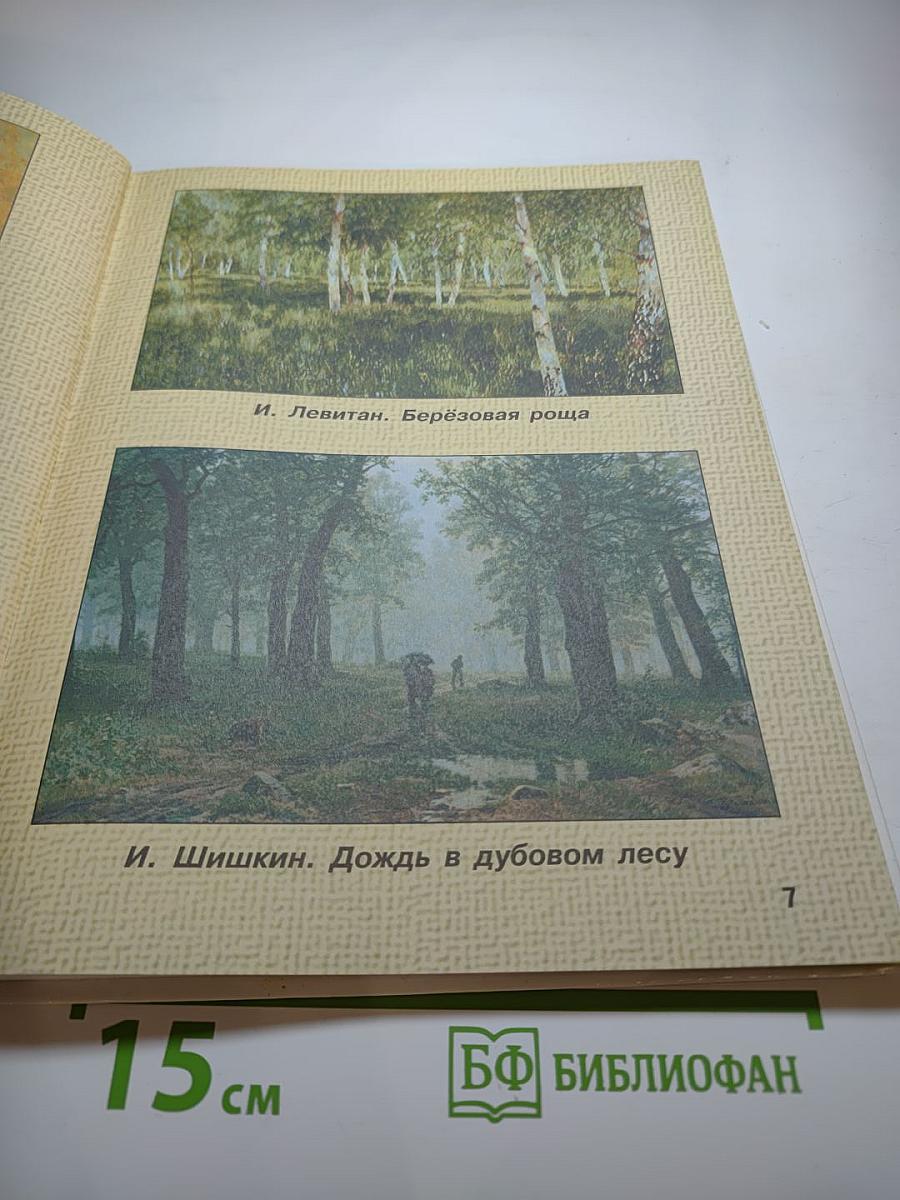 И. Левитан. Берёзовая роща
И. Шишкин. Дождь в дубовом лесу
7
15 см
БФ БИБЛИОФАН